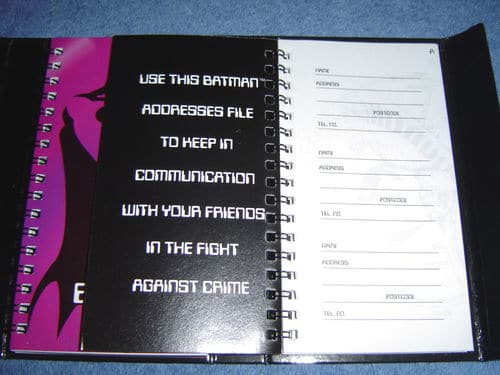 USE THIS BATMAN™
ADDRESSES FILE
TO KEEP IN
COMMUNICATION
WITH YOUR FRIENDS
IN THE FIGHT
AGAINST CRIME
A
NAME
ADDRESS
POSTCODE
TEL. NO.
NAME
ADDRESS
POSTCODE
TEL. NO.
NAME
ADDRESS
POSTCODE
TEL. NO.